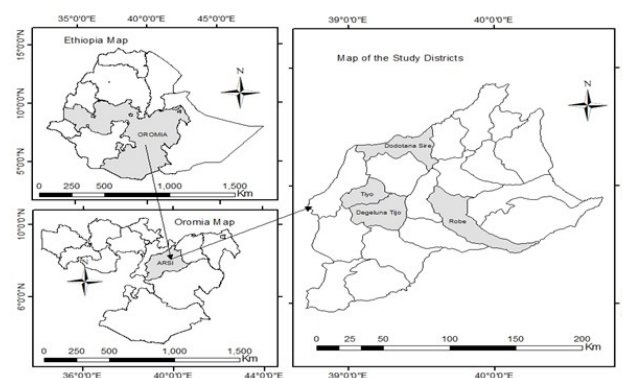 35°0'0"E 40°0'0"E 45°0'0"E
Ethiopia Map
15°0'0"N
10°0'0"N
5°0'0"N
N
OROMIA
0 250 500 1,000 1,500
Km
Oromia Map
10°0'0"N
6°0'0"N
ARSI
N
0 250 500 1,000 1,500
Km
36°0'0"E 40°0'0"E 44°0'0"E
39°0'0"E 40°0'0"E
Map of the Study Districts
N
Dodotana Sire
Tiyo
Degeluna Tijo
Robe
0 25 50 100 150 200
Km
39°0'0"E 40°0'0"E